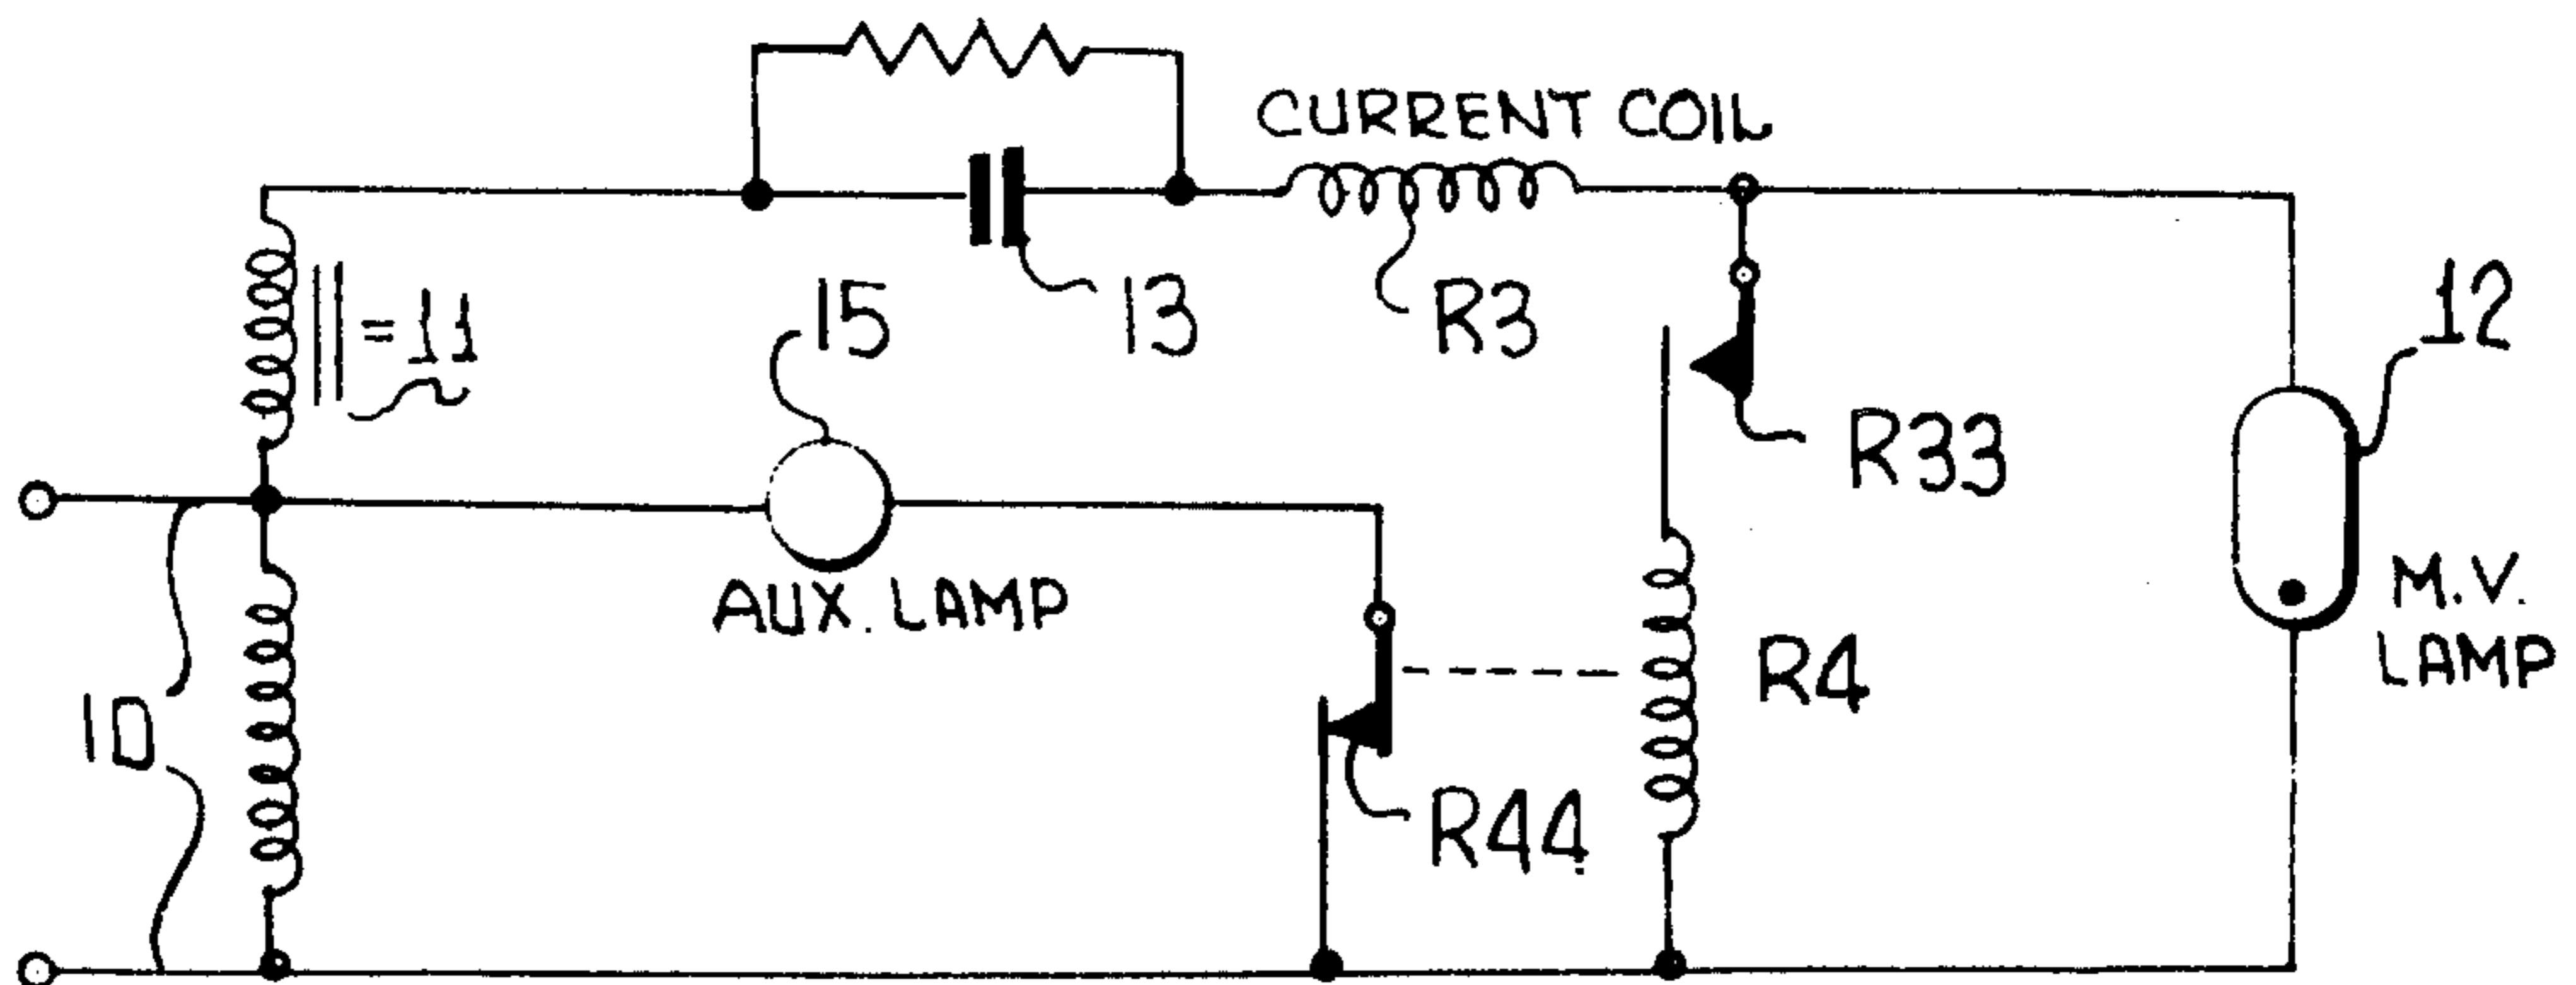 CURRENT COIL
15
13
R3
12
= 11
R33
AUX. LAMP
M.V.
LAMP
R4
10
R44